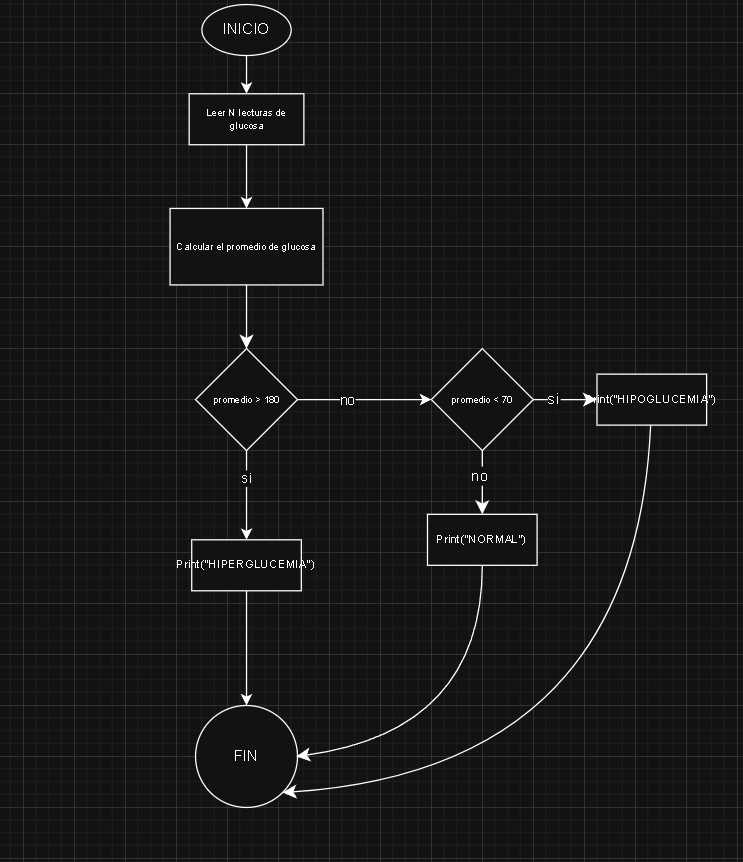 INICIO
Leer N lecturas de
glucosa
Calcular el promedio de glucosa
promedio > 180
no
promedio < 70
si
int("HIPOGLUCEMIA")
si
no
Print("NORMAL")
Print("HIPERGLUCEMIA")
FIN